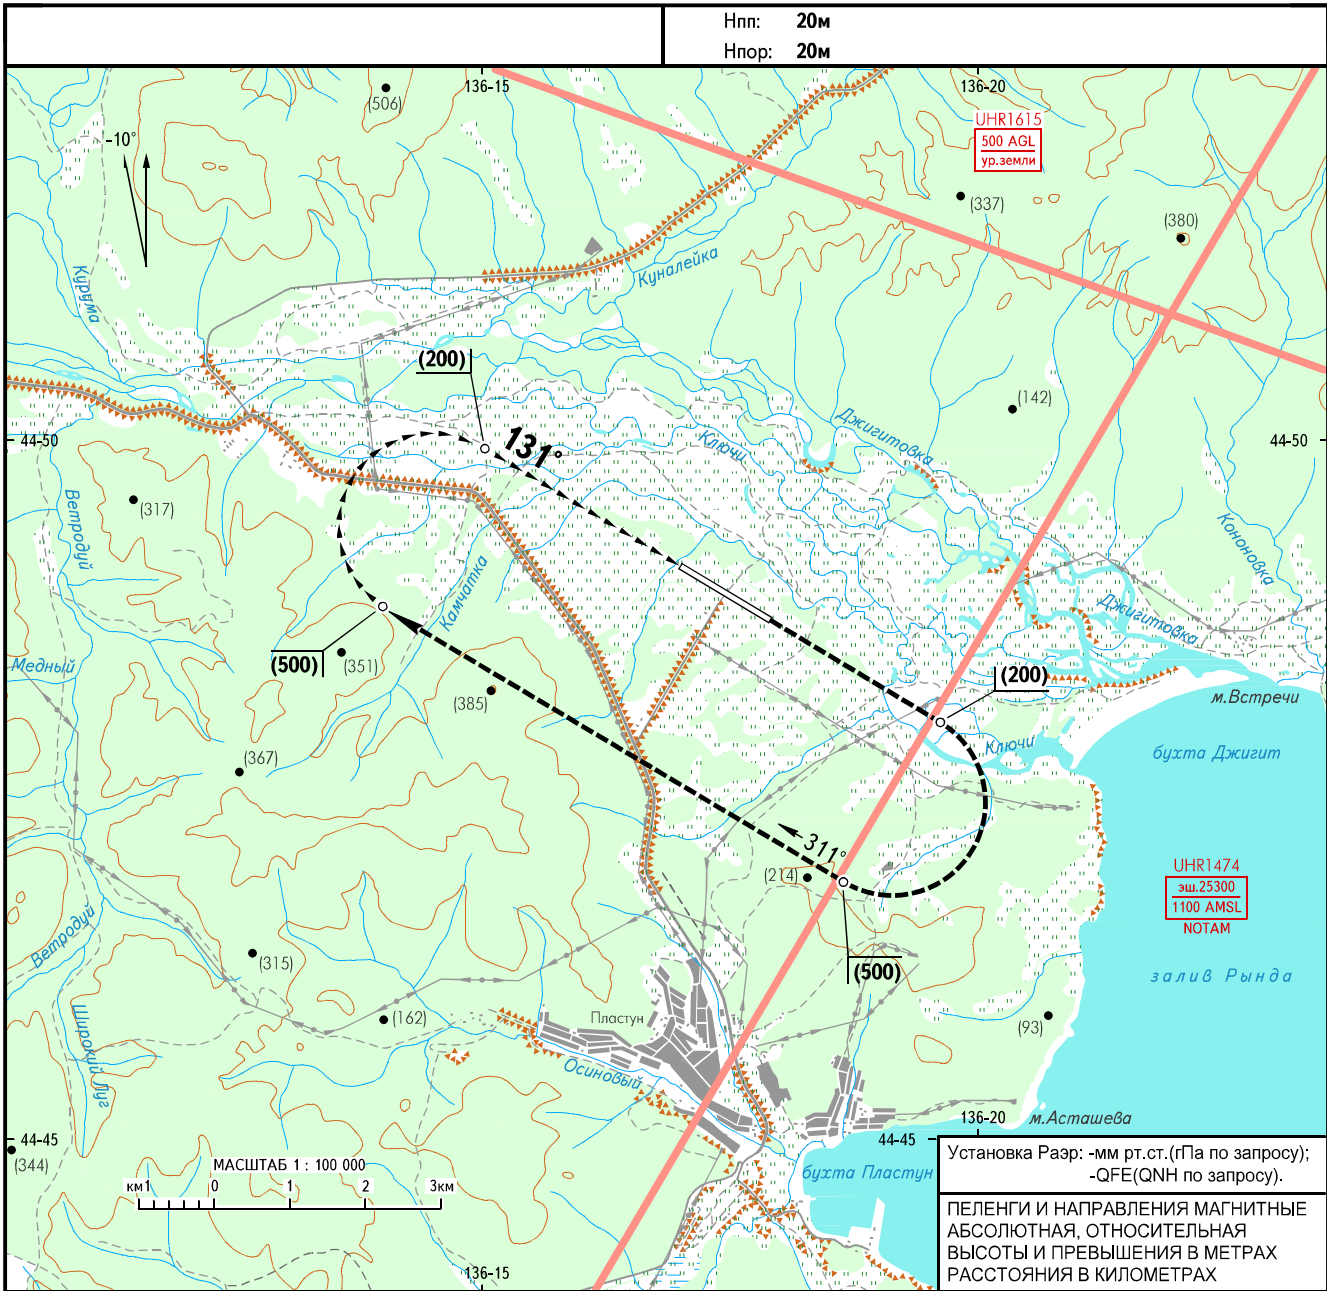 Нпп: 20м
Нпор: 20м
136-15
136-20
(506)
UHR1615
500 AGL
ур.земли
-10°
(337)
(380)
Курума
Куналейка
(200)
(142)
131°
Джигитовка
Ключи
44-50
44-50
(317)
Ветродуй
Кононовка
Камчатка
Джигитовка
(500)
(351)
Медный
(200)
(385)
м.Встречи
Ключи
бухта Джигит
(367)
311°
(214)
UHR1474
эш.25300
1100 AMSL
NOTAM
Ветродуй
(315)
(500)
залив Рында
Широкий Луг
(162)
Пластун
(93)
Осиновый
136-20
м.Асташева
44-45
44-45
(344)
МАСШТАБ 1 : 100 000
км1 0 1 2 3км
бухта Пластун
Установка Раэр: -мм рт.ст.(гПа по запросу);
-QFE(QNH по запросу).
ПЕЛЕНГИ И НАПРАВЛЕНИЯ МАГНИТНЫЕ
АБСОЛЮТНАЯ, ОТНОСИТЕЛЬНАЯ
ВЫСОТЫ И ПРЕВЫШЕНИЯ В МЕТРАХ
РАССТОЯНИЯ В КИЛОМЕТРАХ
136-15